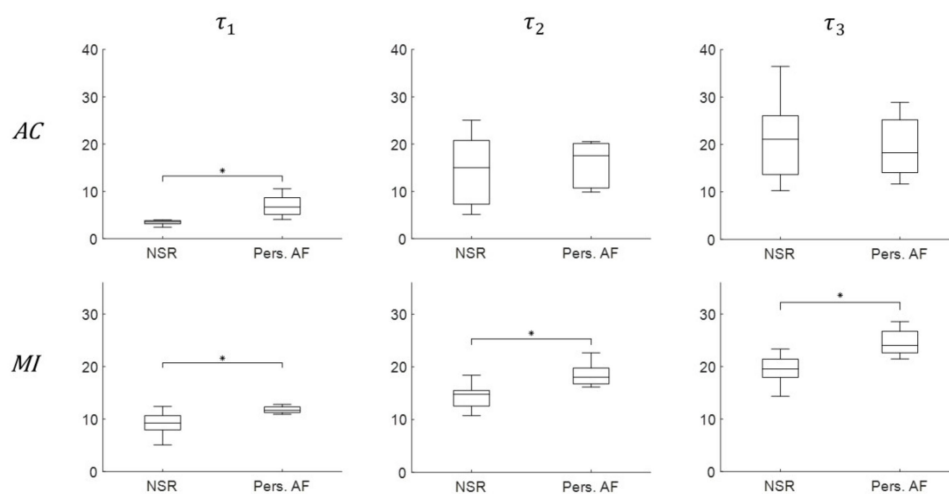 τ₁ τ₂ τ₃
AC
40 40 40
30 30 30
20 20 20
10 10 10
0 0 0
*
NSR Pers. AF NSR Pers. AF NSR Pers. AF
MI
30 30 30
20 20 20
10 10 10
0 0 0
* * *
NSR Pers. AF NSR Pers. AF NSR Pers. AF